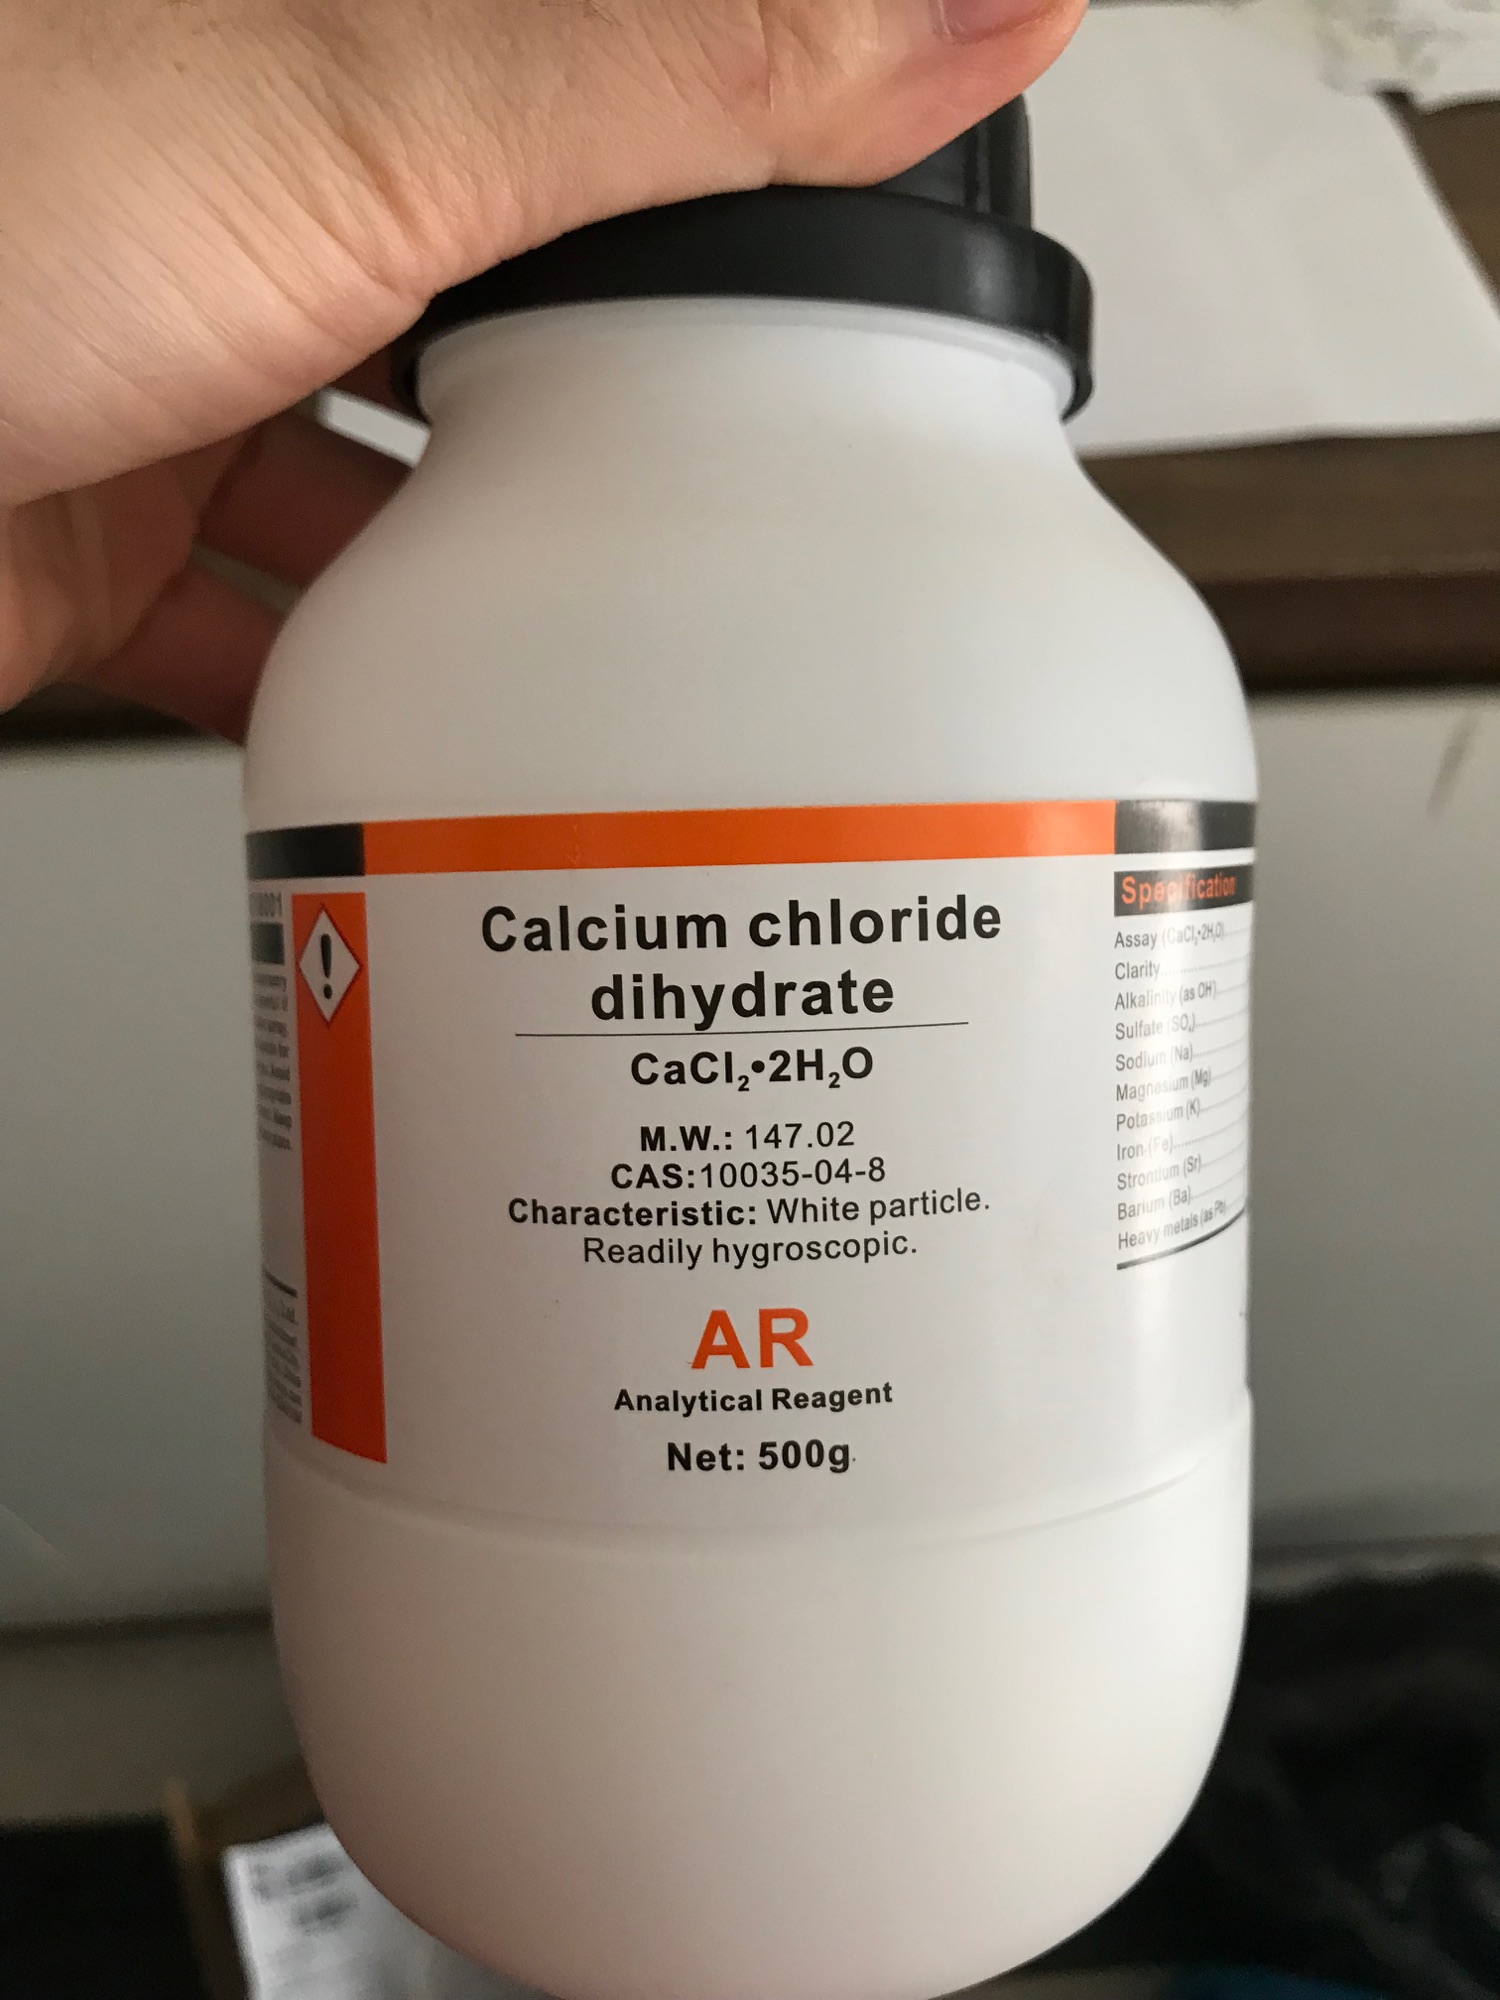 Calcium chloride
dihydrate
CaCl₂•2H₂O
M.W.: 147.02
CAS:10035-04-8
Characteristic: White particle.
Readily hygroscopic.
AR
Analytical Reagent
Net: 500g
Specification
Assay (CaCl₂•2H₂O)
Clarity
Alkalinity (as OH)
Sulfate (SO₄)
Sodium (Na)
Magnesium (Mg)
Potassium (K)
Iron (Fe)
Strontium (Sr)
Barium (Ba)
Heavy metals (as Pb)